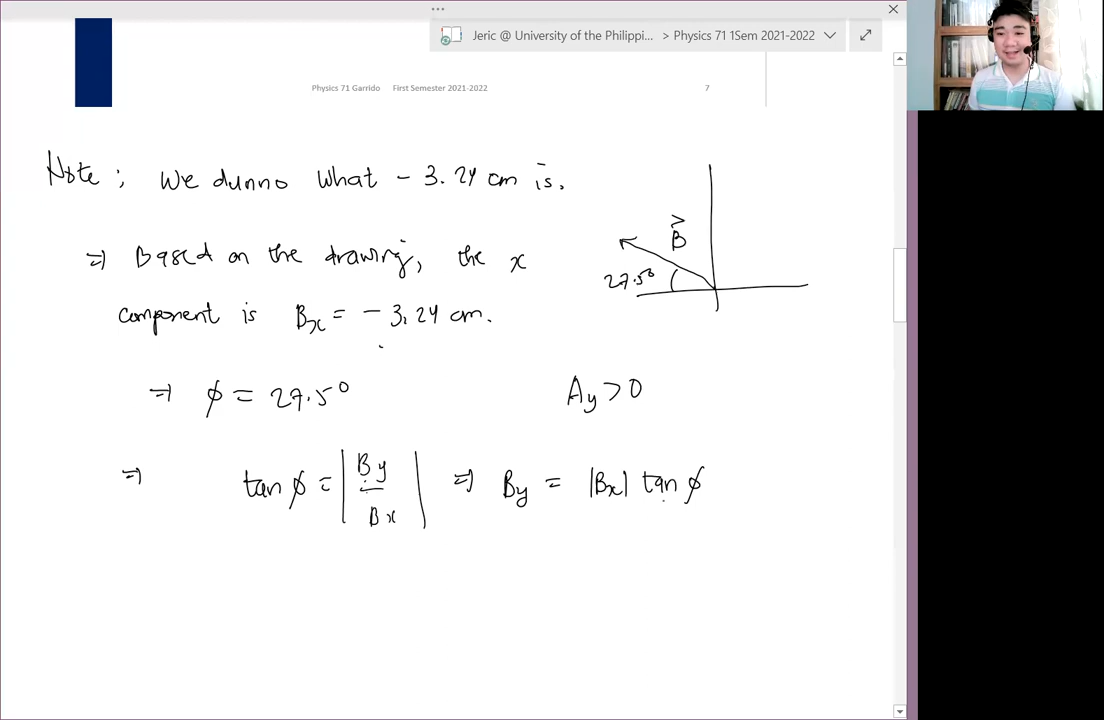 Jeric @ University of the Philippi... > Physics 71 1Sem 2021-2022
Physics 71 Garrido First Semester 2021-2022 7
Note: We dunno what - 3.24 cm is.
⇒ Based on the drawing, the x
component is Bx = - 3.24 cm.
B⃗
27.5°
⇒ ϕ = 27.5°
Ay > 0
⇒ tan ϕ = |By/Bx| ⇒ By = |Bx| tan ϕ